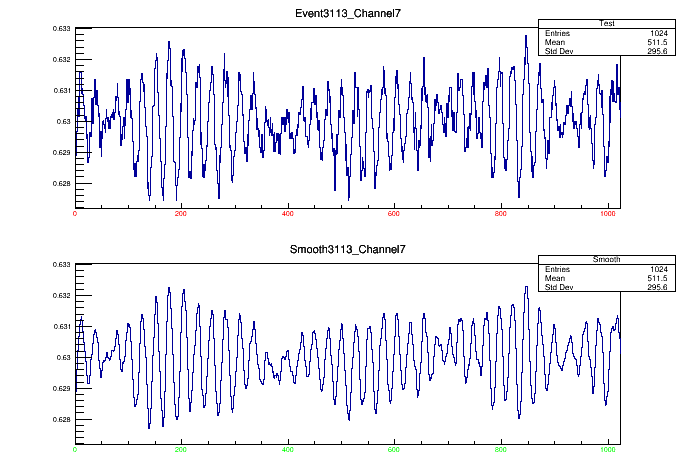 Event3113_Channel7
Test
Entries 1024
Mean 511.5
Std Dev 295.6
0.633
0.632
0.631
0.63
0.629
0.628
0 200 400 600 800 1000
Smooth3113_Channel7
Smooth
Entries 1024
Mean 511.5
Std Dev 295.6
0.633
0.632
0.631
0.63
0.629
0.628
0 200 400 600 800 1000